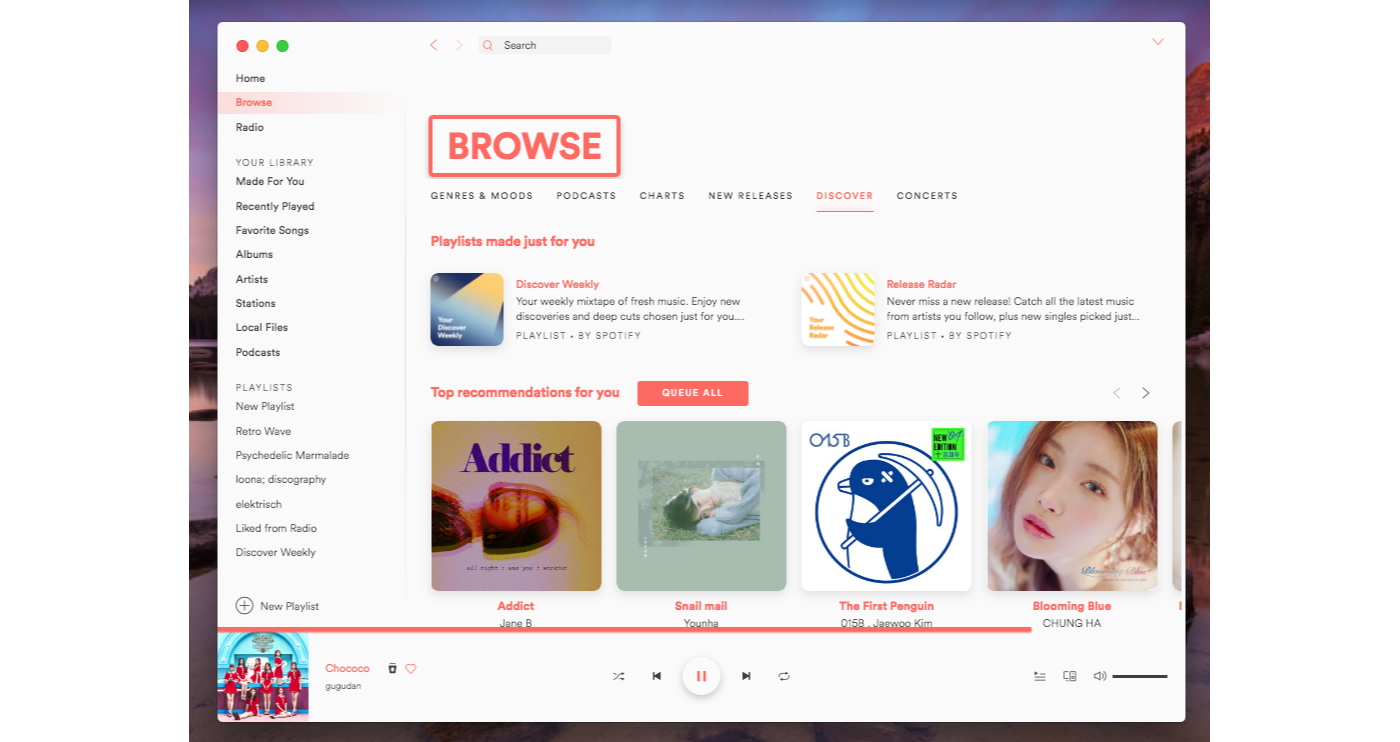 Search
Home
Browse
Radio
YOUR LIBRARY
Made For You
Recently Played
Favorite Songs
Albums
Artists
Stations
Local Files
Podcasts
PLAYLISTS
New Playlist
Retro Wave
Psychedelic Marmalade
loona; discography
elektrisch
Liked from Radio
Discover Weekly
New Playlist
BROWSE
GENRES & MOODS PODCASTS CHARTS NEW RELEASES DISCOVER CONCERTS
Playlists made just for you
Your
Discover
Weekly
Discover Weekly
Your weekly mixtape of fresh music. Enjoy new
discoveries and deep cuts chosen just for you....
PLAYLIST • BY SPOTIFY
Your
Release
Radar
Release Radar
Never miss a new release! Catch all the latest music
from artists you follow, plus new singles picked just...
PLAYLIST • BY SPOTIFY
Top recommendations for you QUEUE ALL
Addict
all right : was you : workout
O15B
NEW
EDITION
Blooming Blue
Addict
Jane B
Snail mail
Younha
The First Penguin
015B . Jaewoo Kim
Blooming Blue
CHUNG HA
Chococo
gugudan